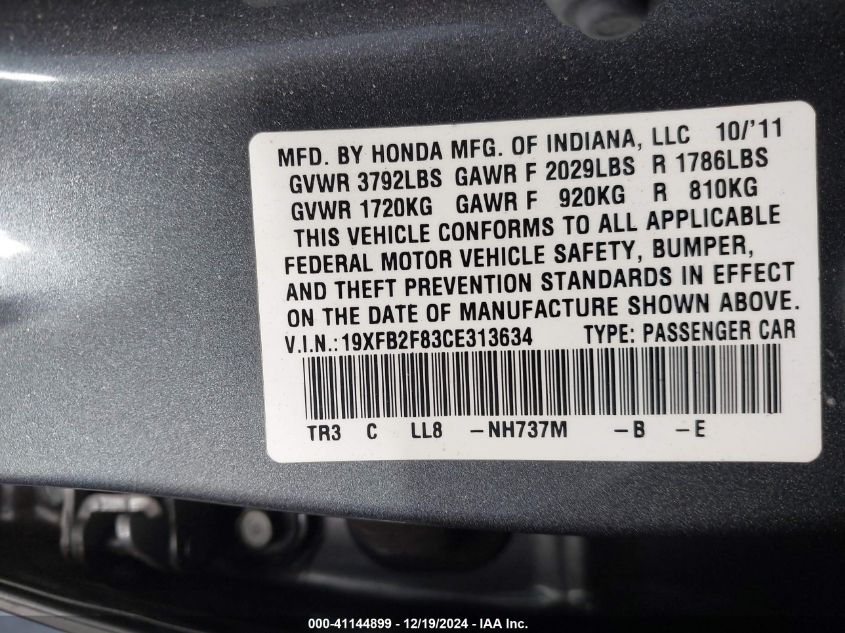 MFD. BY HONDA MFG. OF INDIANA, LLC 10/'11
GVWR 3792LBS GAWR F 2029LBS R 1786LBS
GVWR 1720KG GAWR F 920KG R 810KG
THIS VEHICLE CONFORMS TO ALL APPLICABLE
FEDERAL MOTOR VEHICLE SAFETY, BUMPER,
AND THEFT PREVENTION STANDARDS IN EFFECT
ON THE DATE OF MANUFACTURE SHOWN ABOVE.
V.I.N.:19XFB2F83CE313634 TYPE: PASSENGER CAR
TR3 C LL8 -NH737M -B -E
000-41144899 - 12/19/2024 - IAA Inc.